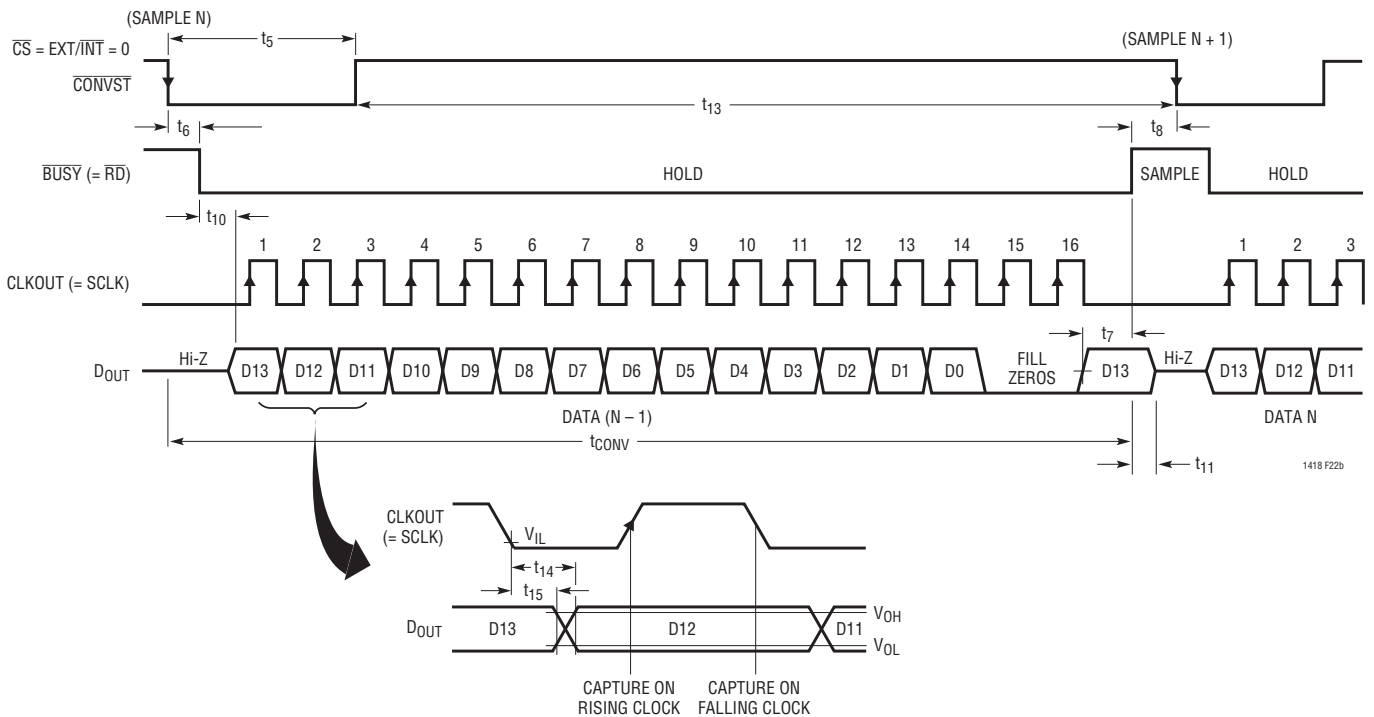 (SAMPLE N)
t5
(SAMPLE N + 1)
CS = EXT/INT = 0
CONVST
t13
t6
t8
BUSY (= RD)
HOLD
SAMPLE
HOLD
t10
1 2 3 4 5 6 7 8 9 10 11 12 13 14 15 16 1 2 3
CLKOUT (= SCLK)
t7
DOUT
Hi-Z
D13 D12 D11 D10 D9 D8 D7 D6 D5 D4 D3 D2 D1 D0
FILL
ZEROS
D13
Hi-Z
D13 D12 D11
DATA (N – 1)
DATA N
tCONV
t11
1418 F22b
CLKOUT
(= SCLK)
VIL
t14
t15
DOUT
D13
D12
D11
VOH
VOL
CAPTURE ON
RISING CLOCK
CAPTURE ON
FALLING CLOCK